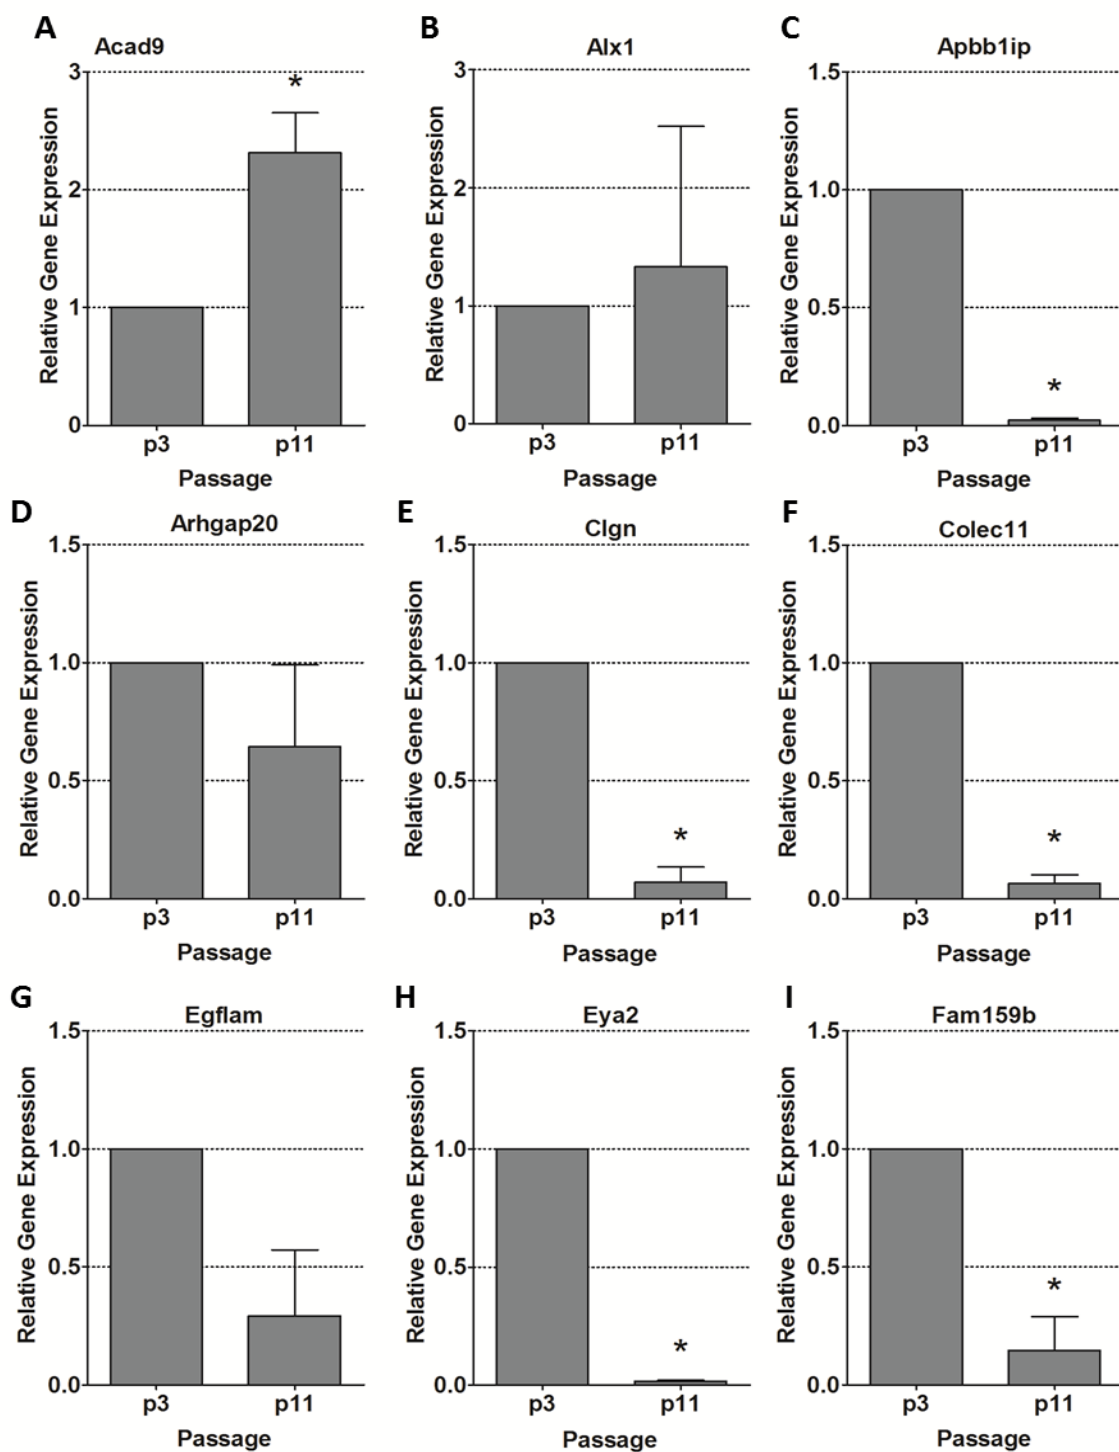 A
Acad9
Relative Gene Expression
3
2
1
0
*
p3 p11
Passage
B
Alx1
Relative Gene Expression
3
2
1
0
p3 p11
Passage
C
Apbb1ip
Relative Gene Expression
1.5
1.0
0.5
0.0
*
p3 p11
Passage
D
Arhgap20
Relative Gene Expression
1.5
1.0
0.5
0.0
p3 p11
Passage
E
Clgn
Relative Gene Expression
1.5
1.0
0.5
0.0
*
p3 p11
Passage
F
Colec11
Relative Gene Expression
1.5
1.0
0.5
0.0
*
p3 p11
Passage
G
Egflam
Relative Gene Expression
1.5
1.0
0.5
0.0
p3 p11
Passage
H
Eya2
Relative Gene Expression
1.5
1.0
0.5
0.0
*
p3 p11
Passage
I
Fam159b
Relative Gene Expression
1.5
1.0
0.5
0.0
*
p3 p11
Passage